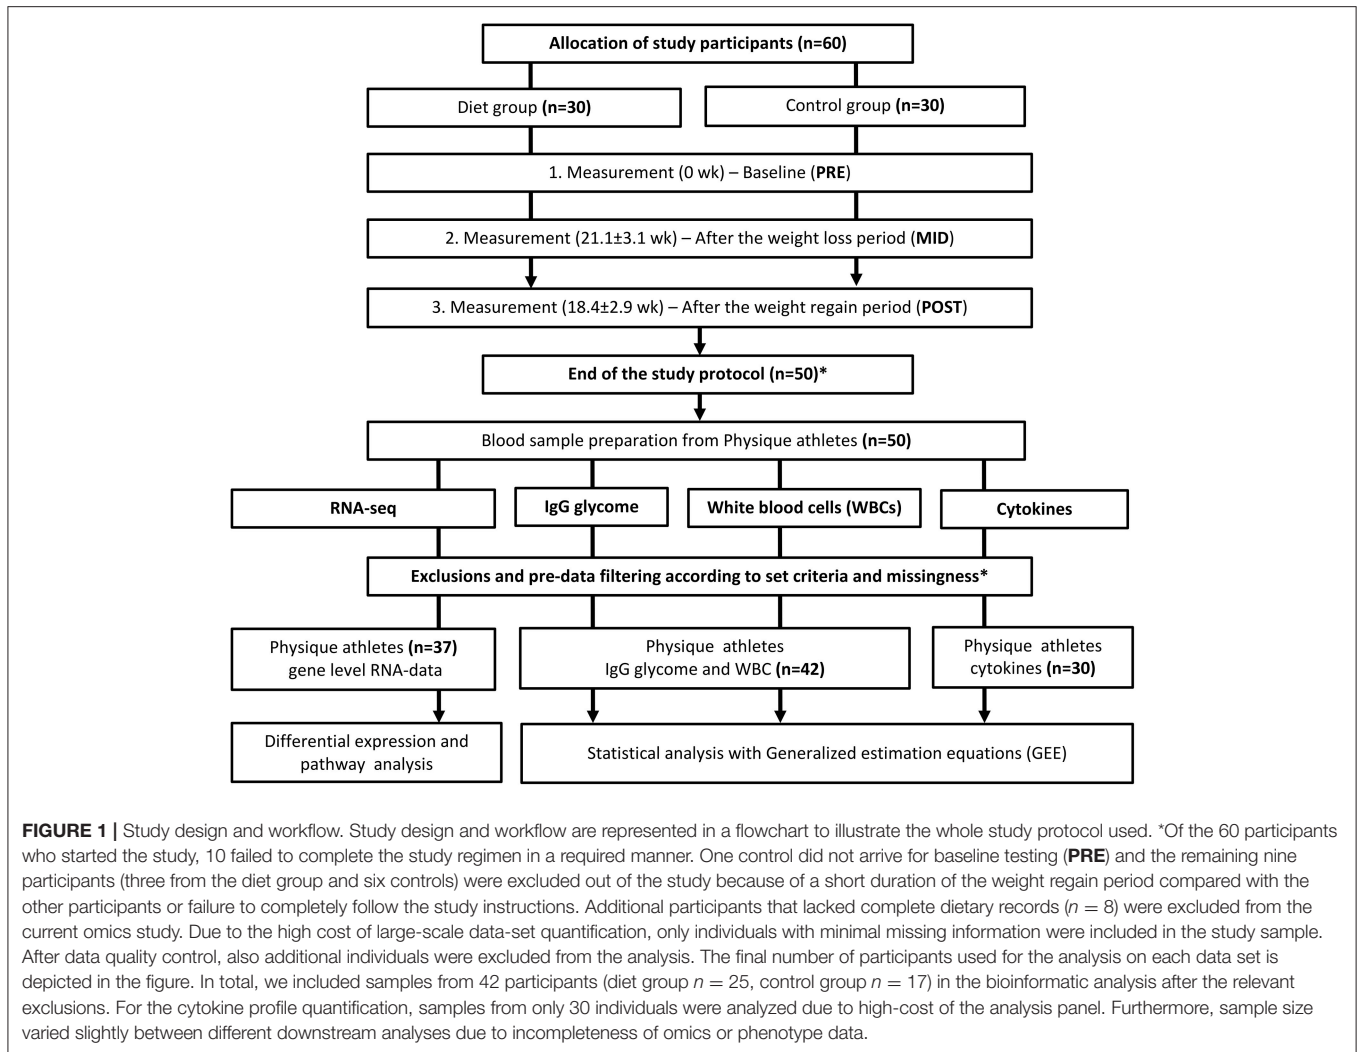 Allocation of study participants (n=60)
Diet group (n=30)
Control group (n=30)
1. Measurement (0 wk) – Baseline (PRE)
2. Measurement (21.1±3.1 wk) – After the weight loss period (MID)
3. Measurement (18.4±2.9 wk) – After the weight regain period (POST)
End of the study protocol (n=50)*
Blood sample preparation from Physique athletes (n=50)
RNA-seq
IgG glycome
White blood cells (WBCs)
Cytokines
Exclusions and pre-data filtering according to set criteria and missingness*
Physique athletes (n=37)
gene level RNA-data
Physique athletes
IgG glycome and WBC (n=42)
Physique athletes
cytokines (n=30)
Differential expression and
pathway analysis
Statistical analysis with Generalized estimation equations (GEE)
FIGURE 1 | Study design and workflow. Study design and workflow are represented in a flowchart to illustrate the whole study protocol used. *Of the 60 participants
who started the study, 10 failed to complete the study regimen in a required manner. One control did not arrive for baseline testing (PRE) and the remaining nine
participants (three from the diet group and six controls) were excluded out of the study because of a short duration of the weight regain period compared with the
other participants or failure to completely follow the study instructions. Additional participants that lacked complete dietary records (n = 8) were excluded from the
current omics study. Due to the high cost of large-scale data-set quantification, only individuals with minimal missing information were included in the study sample.
After data quality control, also additional individuals were excluded from the analysis. The final number of participants used for the analysis on each data set is
depicted in the figure. In total, we included samples from 42 participants (diet group n = 25, control group n = 17) in the bioinformatic analysis after the relevant
exclusions. For the cytokine profile quantification, samples from only 30 individuals were analyzed due to high-cost of the analysis panel. Furthermore, sample size
varied slightly between different downstream analyses due to incompleteness of omics or phenotype data.